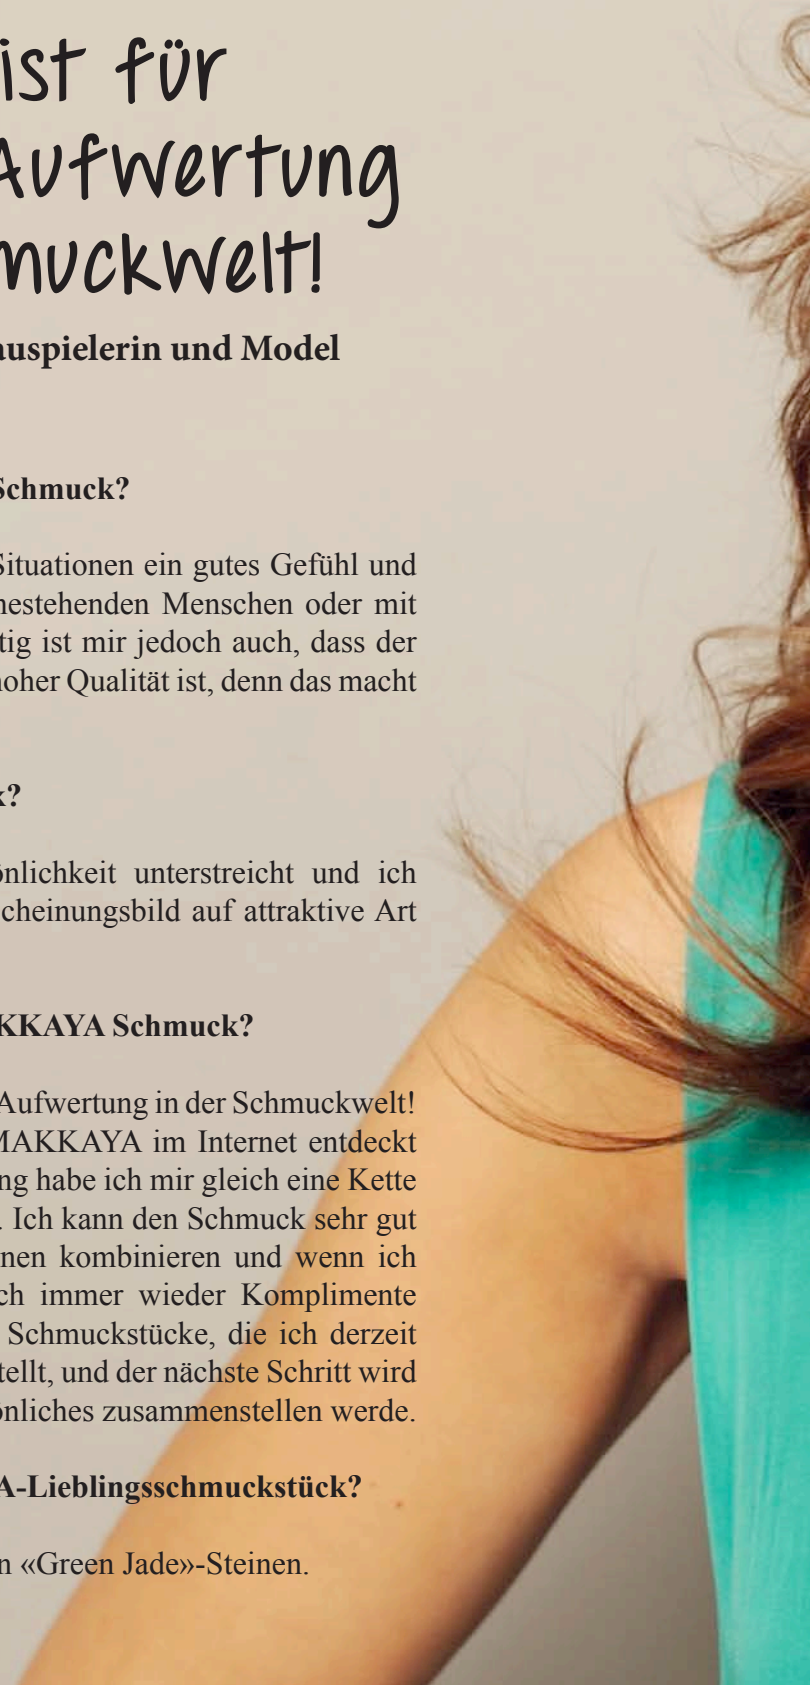 ist für
Aufwertung
muckwelt!
auspielerin und Model
Schmuck?
Situationen ein gutes Gefühl und
hestehenden Menschen oder mit
tig ist mir jedoch auch, dass der
hoher Qualität ist, denn das macht
k?
önlichkeit unterstreicht und ich
cheinungsbild auf attraktive Art
KKAYA Schmuck?
Aufwertung in der Schmuckwelt!
MAKKAYA im Internet entdeckt
ng habe ich mir gleich eine Kette
. Ich kann den Schmuck sehr gut
nen kombinieren und wenn ich
ch immer wieder Komplimente
Schmuckstücke, die ich derzeit
tellt, und der nächste Schritt wird
önliches zusammenstellen werde.
A-Lieblingsschmuckstück?
n «Green Jade»-Steinen.